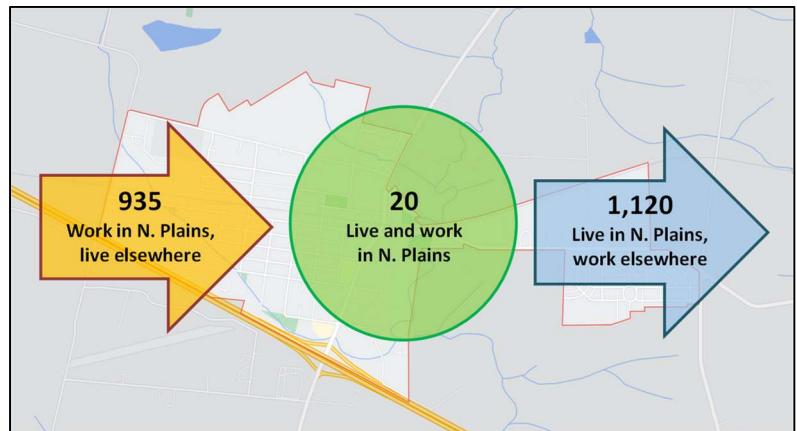 935
Work in N. Plains,
live elsewhere
20
Live and work
in N. Plains
1,120
Live in N. Plains,
work elsewhere